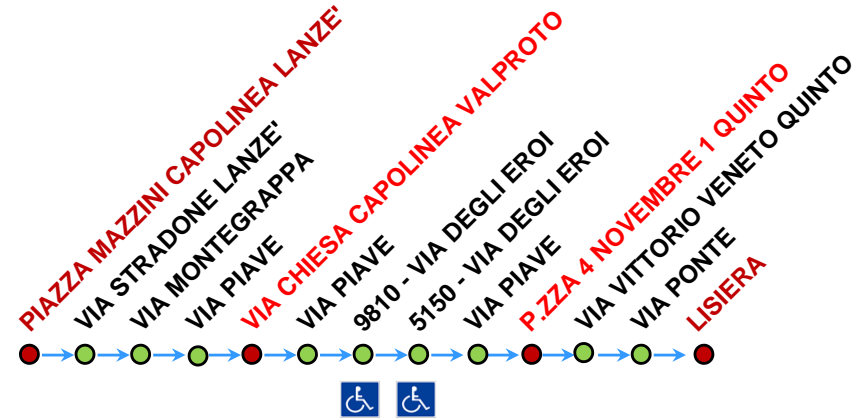 PIAZZA MAZZINI CAPOLINEA LANZE'
VIA STRADONE LANZE'
VIA MONTEGRAPPA
VIA PIAVE
VIA CHIESA CAPOLINEA VALPROTO
VIA PIAVE
9810 - VIA DEGLI EROI
5150 - VIA DEGLI EROI
VIA PIAVE
P.ZZA 4 NOVEMBRE 1 QUINTO
VIA VITTORIO VENETO QUINTO
VIA PONTE
LISIERA